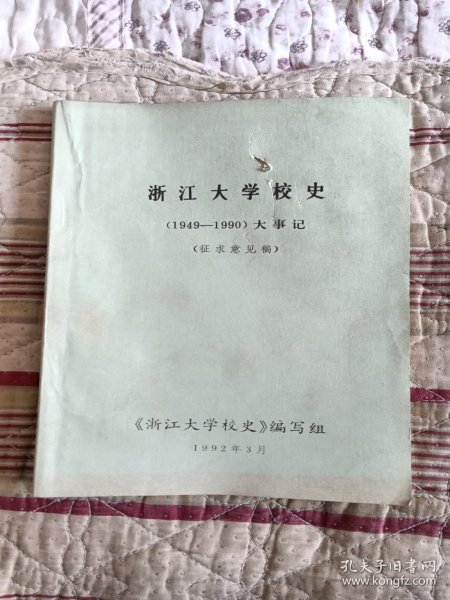 浙江大学校史
(1949—1990)大事记
(征求意见稿)
《浙江大学校史》编写组
1992年3月
孔夫子旧书网
www.kongfz.com